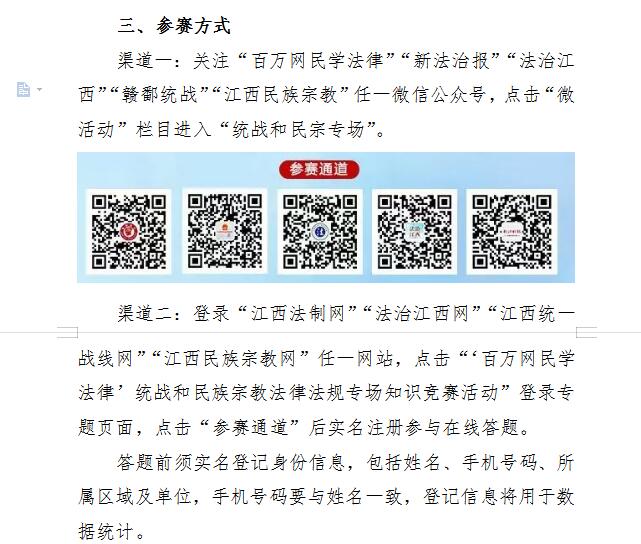 三、参赛方式
渠道一：关注“百万网民学法律”“新法治报”“法治江
西”“赣鄱统战”“江西民族宗教”任一微信公众号，点击“微
活动”栏目进入“统战和民宗专场”。
参赛通道
法治
江西
渠道二：登录“江西法制网”“法治江西网”“江西统一
战线网”“江西民族宗教网”任一网站，点击“‘百万网民学
法律’统战和民族宗教法律法规专场知识竞赛活动”登录专
题页面，点击“参赛通道”后实名注册参与在线答题。
答题前须实名登记身份信息，包括姓名、手机号码、所
属区域及单位，手机号码要与姓名一致，登记信息将用于数
据统计。